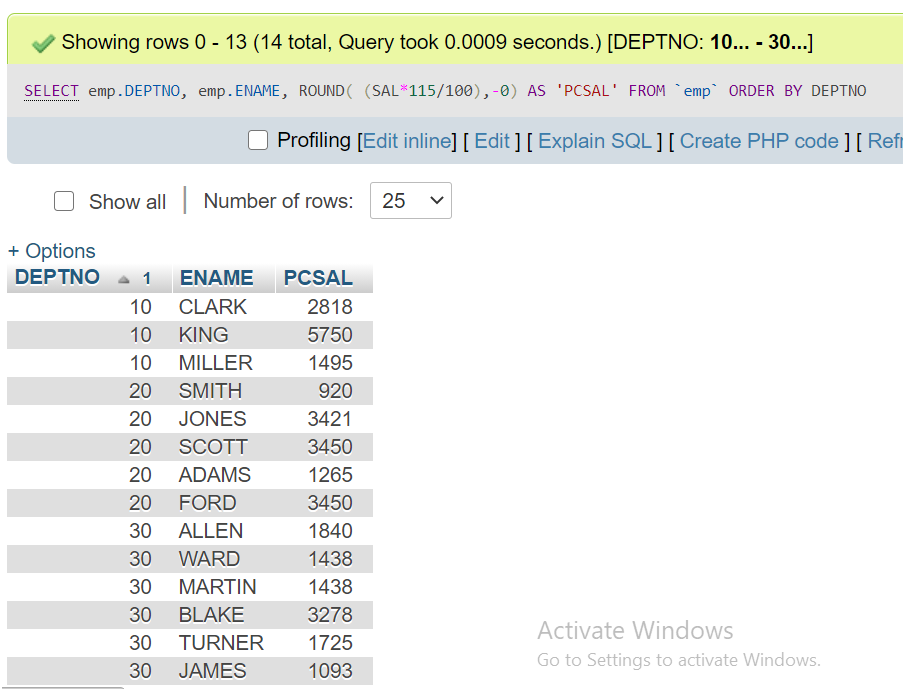 Showing rows 0 - 13 (14 total, Query took 0.0009 seconds.) [DEPTNO: 10... - 30...]
SELECT emp.DEPTNO, emp.ENAME, ROUND( (SAL*115/100),-0) AS 'PCSAL' FROM `emp` ORDER BY DEPTNO
Profiling [Edit inline] [ Edit ] [ Explain SQL ] [ Create PHP code ] [ Refr
Show all | Number of rows: 25
+ Options
DEPTNO 1 ENAME PCSAL
10 CLARK 2818
10 KING 5750
10 MILLER 1495
20 SMITH 920
20 JONES 3421
20 SCOTT 3450
20 ADAMS 1265
20 FORD 3450
30 ALLEN 1840
30 WARD 1438
30 MARTIN 1438
30 BLAKE 3278
30 TURNER 1725
30 JAMES 1093
Activate Windows
Go to Settings to activate Windows.